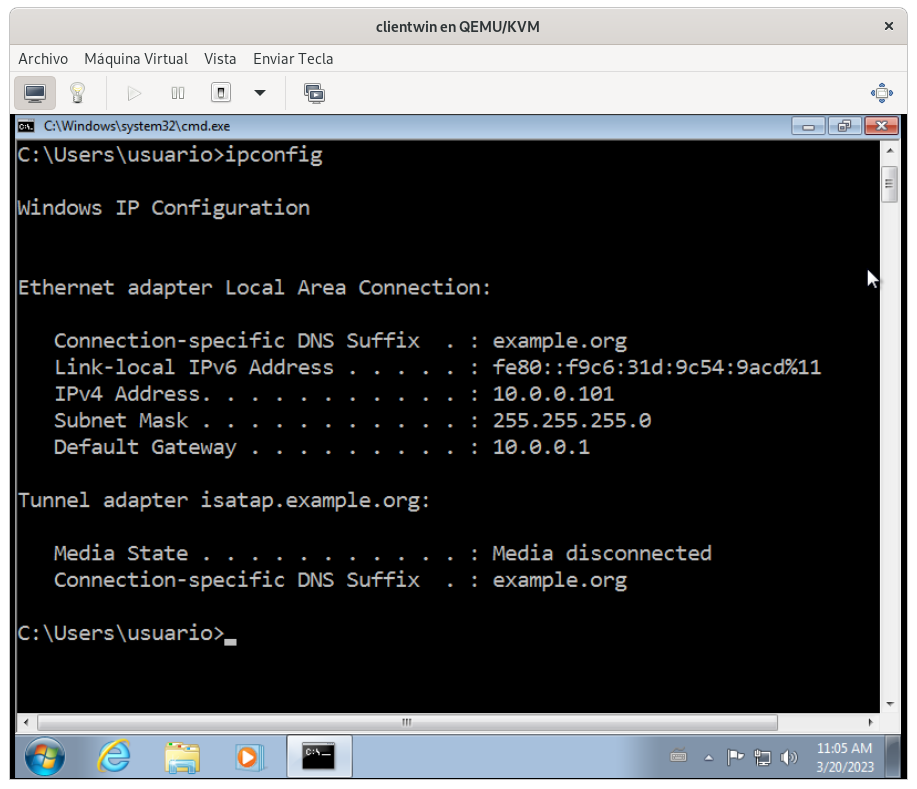 clientwin en QEMU/KVM
Archivo Máquina Virtual Vista Enviar Tecla
C:\Windows\system32\cmd.exe
C:\Users\usuario>ipconfig
Windows IP Configuration
Ethernet adapter Local Area Connection:
Connection-specific DNS Suffix . : example.org
Link-local IPv6 Address . . . . . : fe80::f9c6:31d:9c54:9acd%11
IPv4 Address. . . . . . . . . . . : 10.0.0.101
Subnet Mask . . . . . . . . . . . : 255.255.255.0
Default Gateway . . . . . . . . . : 10.0.0.1
Tunnel adapter isatap.example.org:
Media State . . . . . . . . . . . : Media disconnected
Connection-specific DNS Suffix . : example.org
C:\Users\usuario>
11:05 AM
3/20/2023